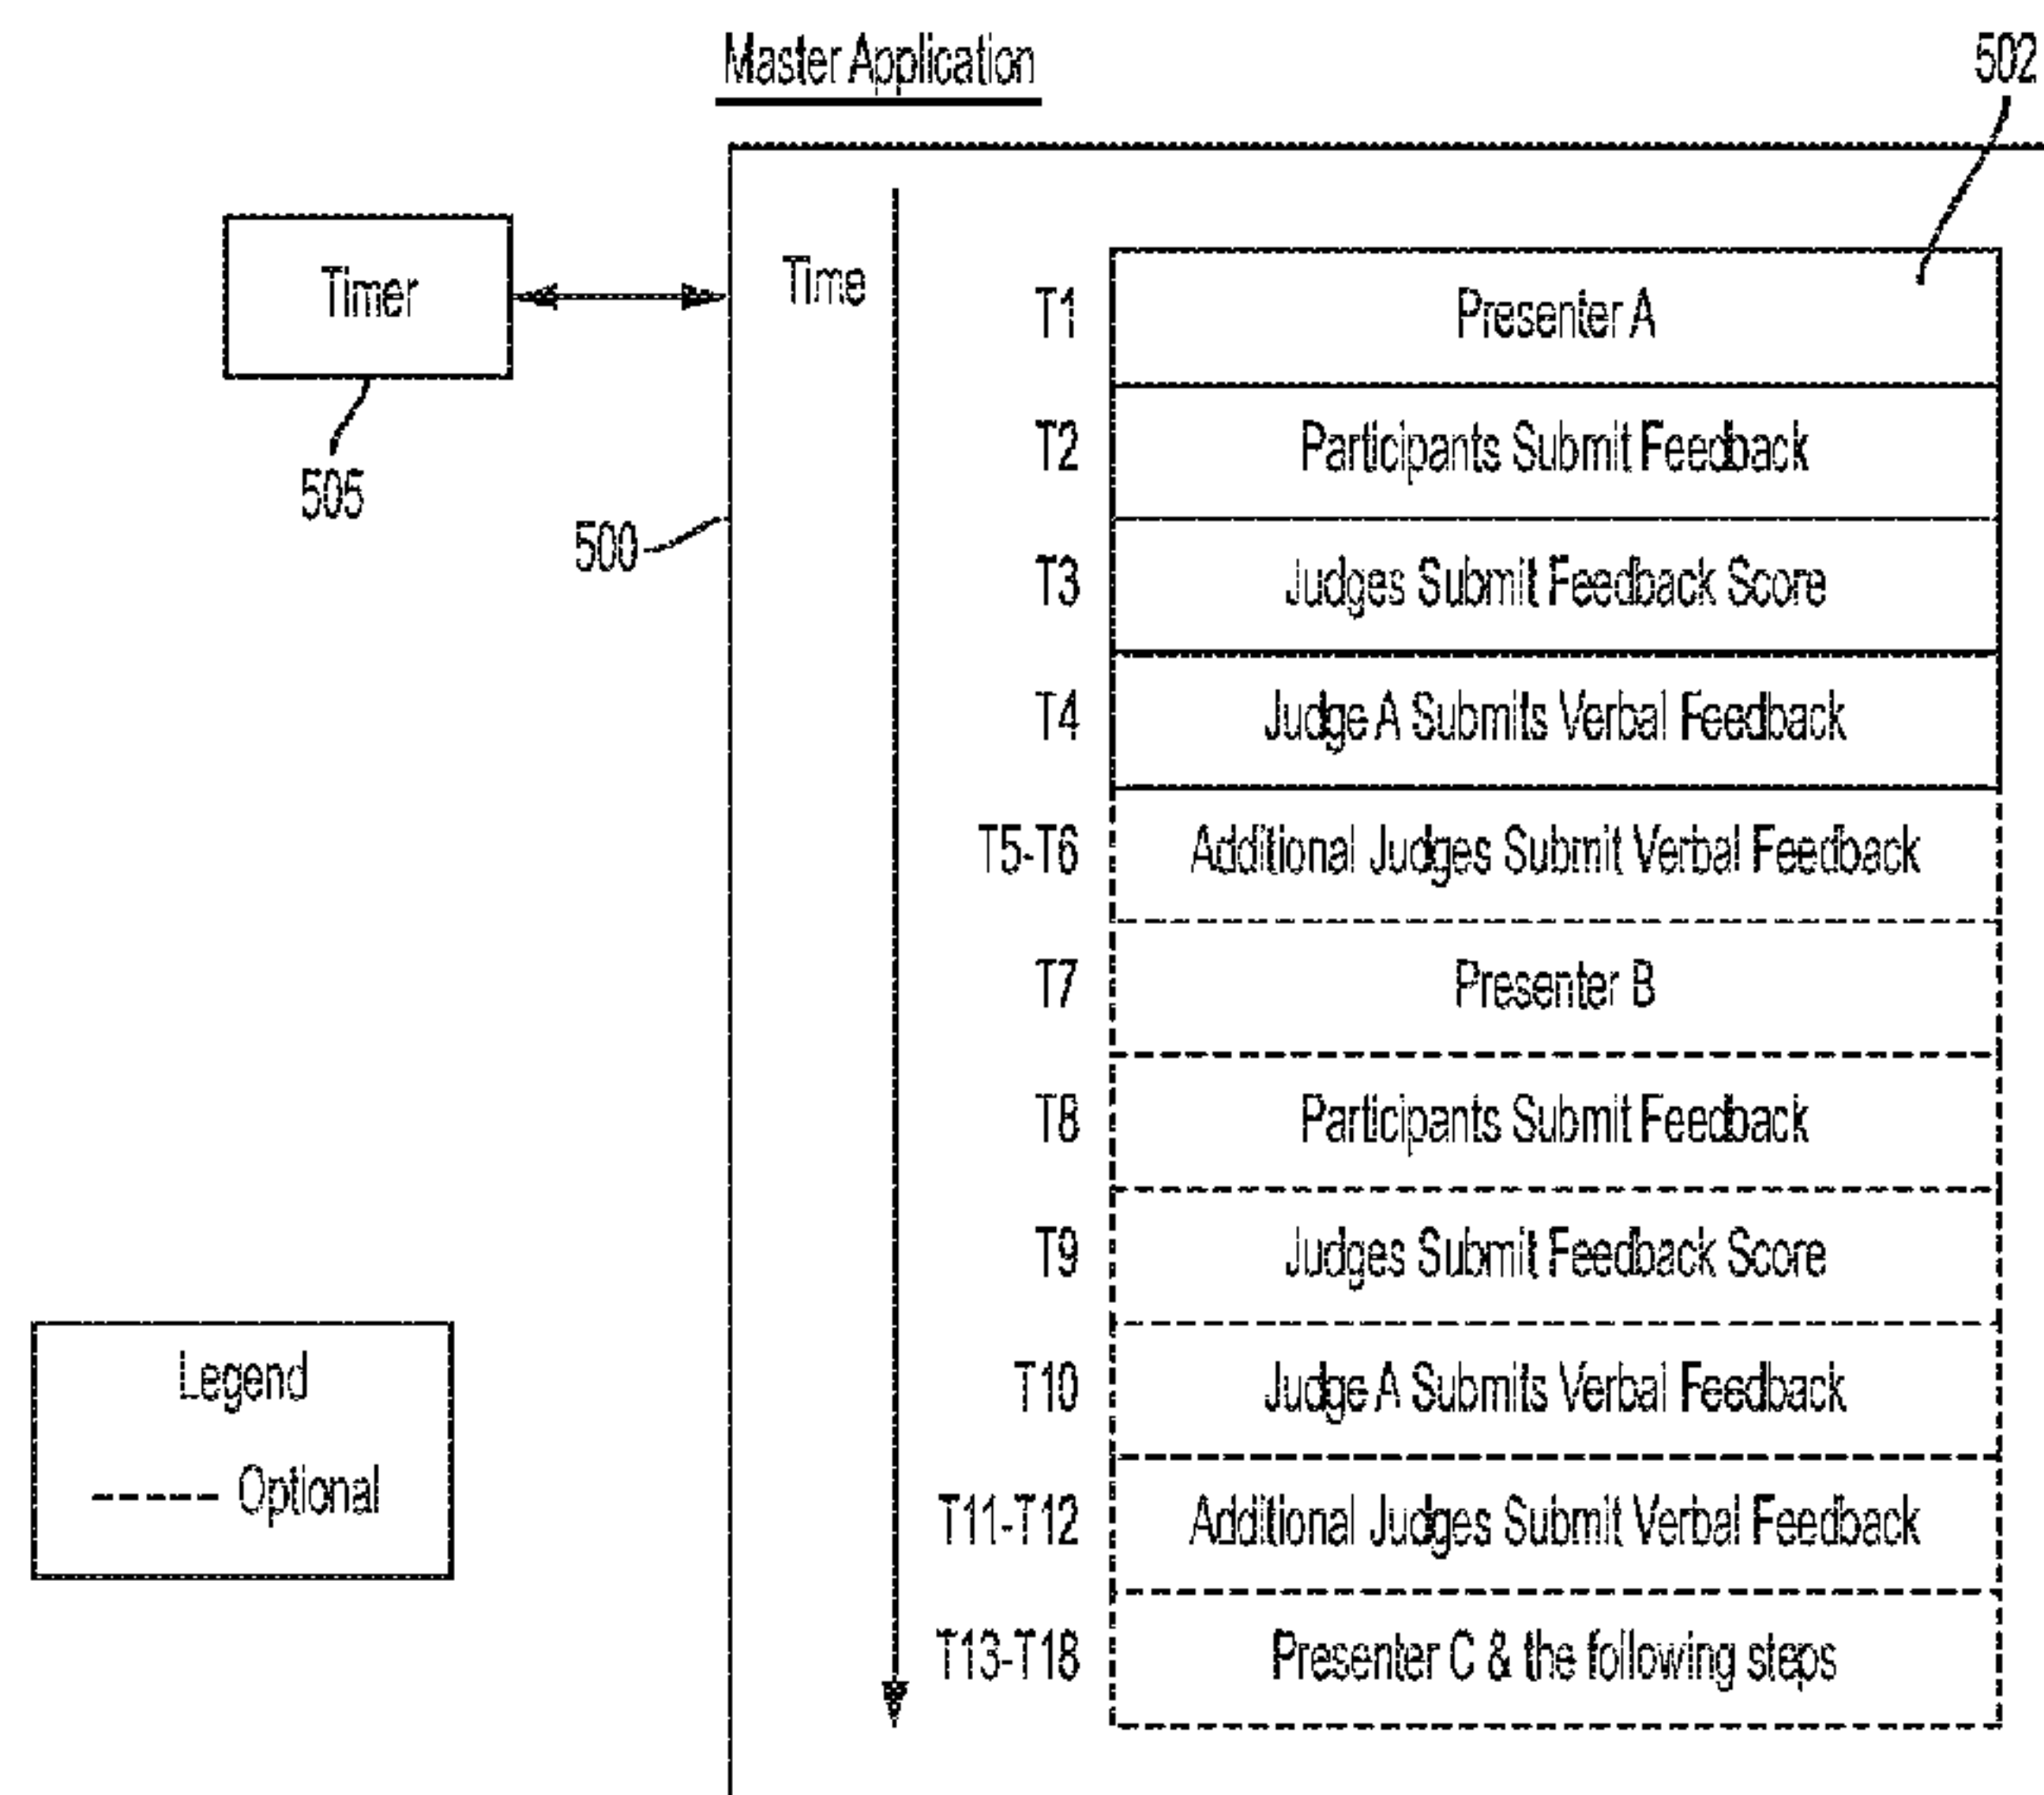 Master Application
502
Timer
505
500
Time
T1 Presenter A
T2 Participants Submit Feedback
T3 Judges Submit Feedback Score
T4 Judge A Submits Verbal Feedback
T5-T6 Additional Judges Submit Verbal Feedback
T7 Presenter B
T8 Participants Submit Feedback
T9 Judges Submit Feedback Score
T10 Judge A Submits Verbal Feedback
T11-T12 Additional Judges Submit Verbal Feedback
T13-T18 Presenter C & the following steps
Legend
Optional